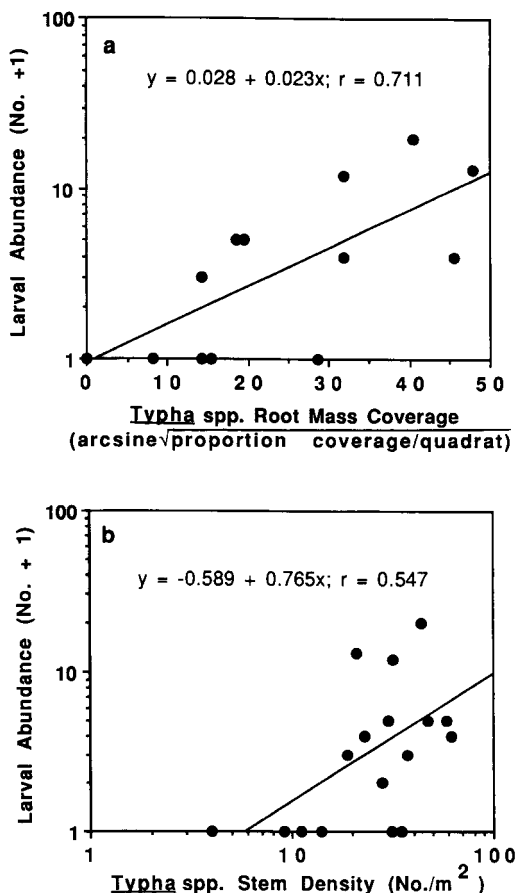 100
a
y = 0.028 + 0.023x; r = 0.711
10
1
0 10 20 30 40 50
Larval Abundance (No. +1)
Typha spp. Root Mass Coverage
(arcsine√proportion coverage/quadrat)
100
b
y = -0.589 + 0.765x; r = 0.547
10
1
1 10 100
Larval Abundance (No. + 1)
Typha spp. Stem Density (No./m²)